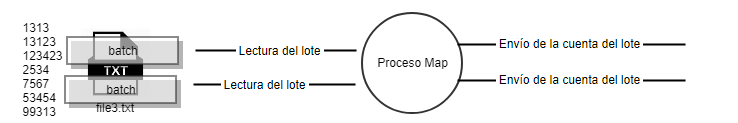 1313
13123
123423
2534
7567
53454
99313
batch
TXT
batch
file3.txt
Lectura del lote
Lectura del lote
Proceso Map
Envío de la cuenta del lote
Envío de la cuenta del lote